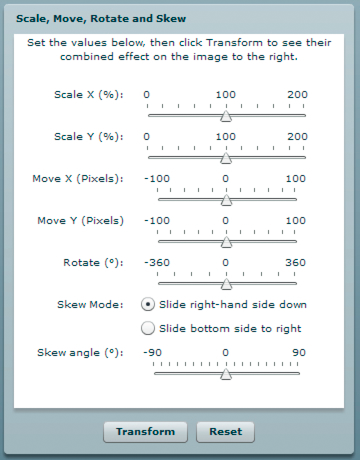 Scale, Move, Rotate and Skew
Set the values below, then click Transform to see their
combined effect on the image to the right.
Scale X (%): 0 100 200
Scale Y (%): 0 100 200
Move X (Pixels): -100 0 100
Move Y (Pixels) -100 0 100
Rotate (°): -360 0 360
Skew Mode: Slide right-hand side down
Slide bottom side to right
Skew angle (°): -90 0 90
Transform Reset